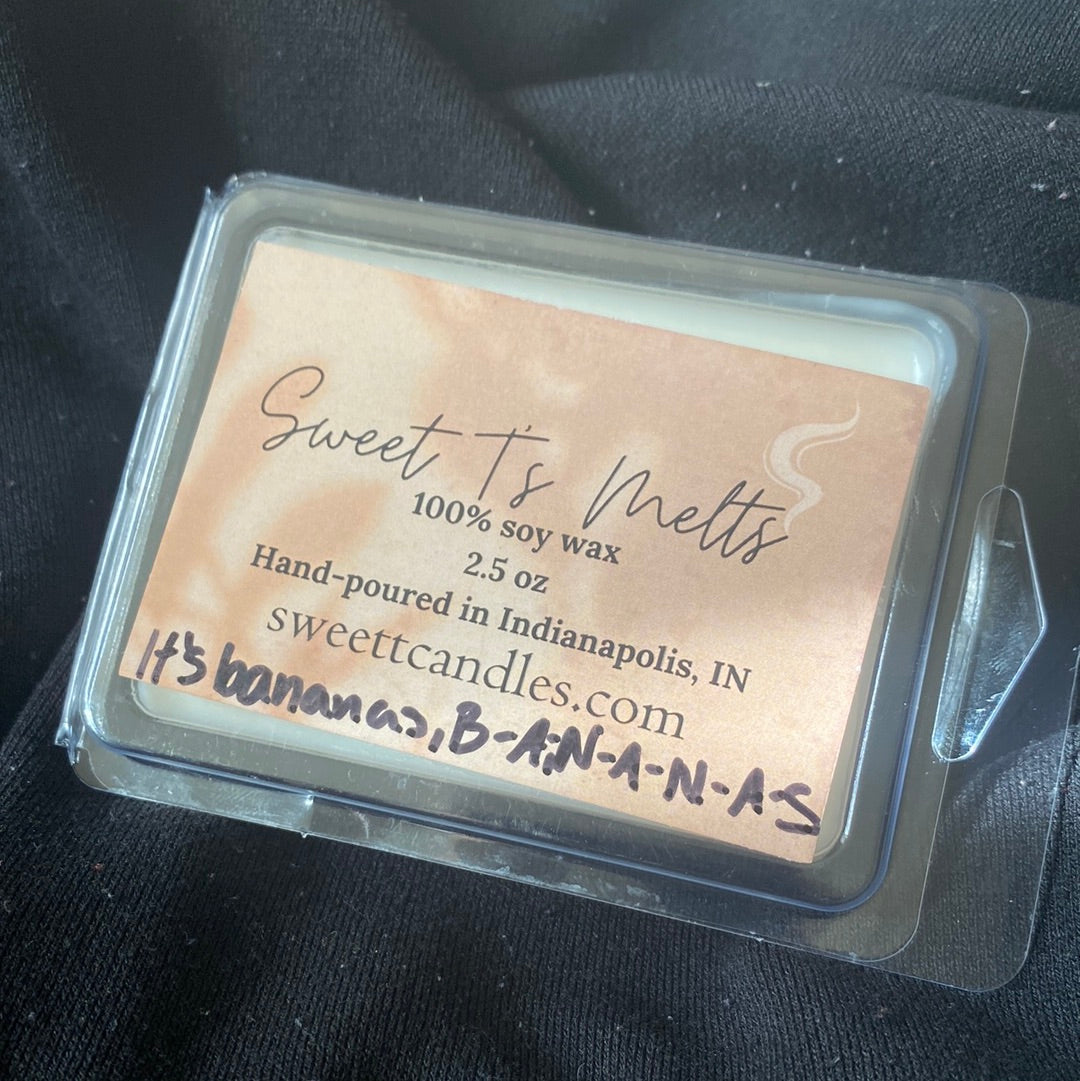 Sweet T's Melts
100% soy wax
2.5 oz
Hand-poured in Indianapolis, IN
sweettcandles.com
It's bananas, B-A-N-A-N-A-S